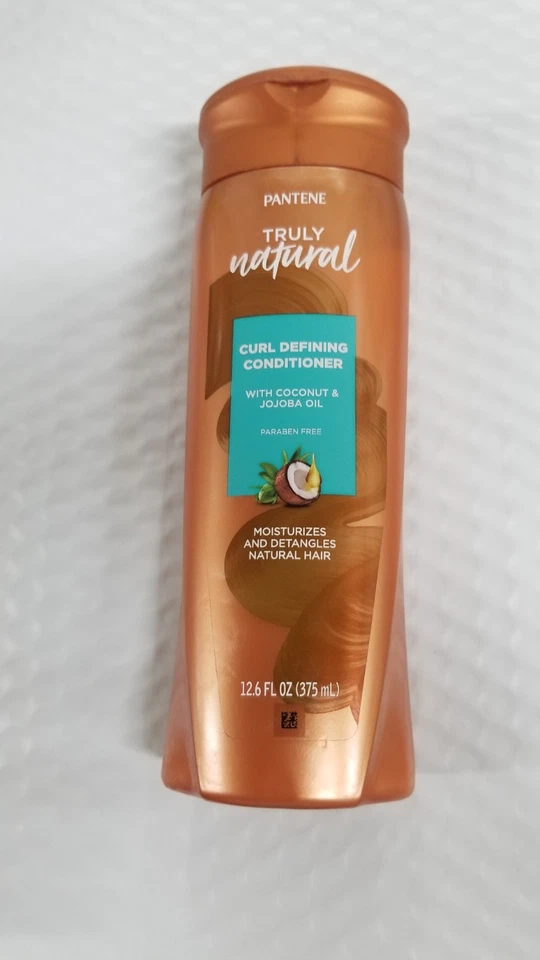 PANTENE
TRULY
natural
CURL DEFINING
CONDITIONER
WITH COCONUT &
JOJOBA OIL
PARABEN FREE
MOISTURIZES
AND DETANGLES
NATURAL HAIR
12.6 FL OZ (375 mL)